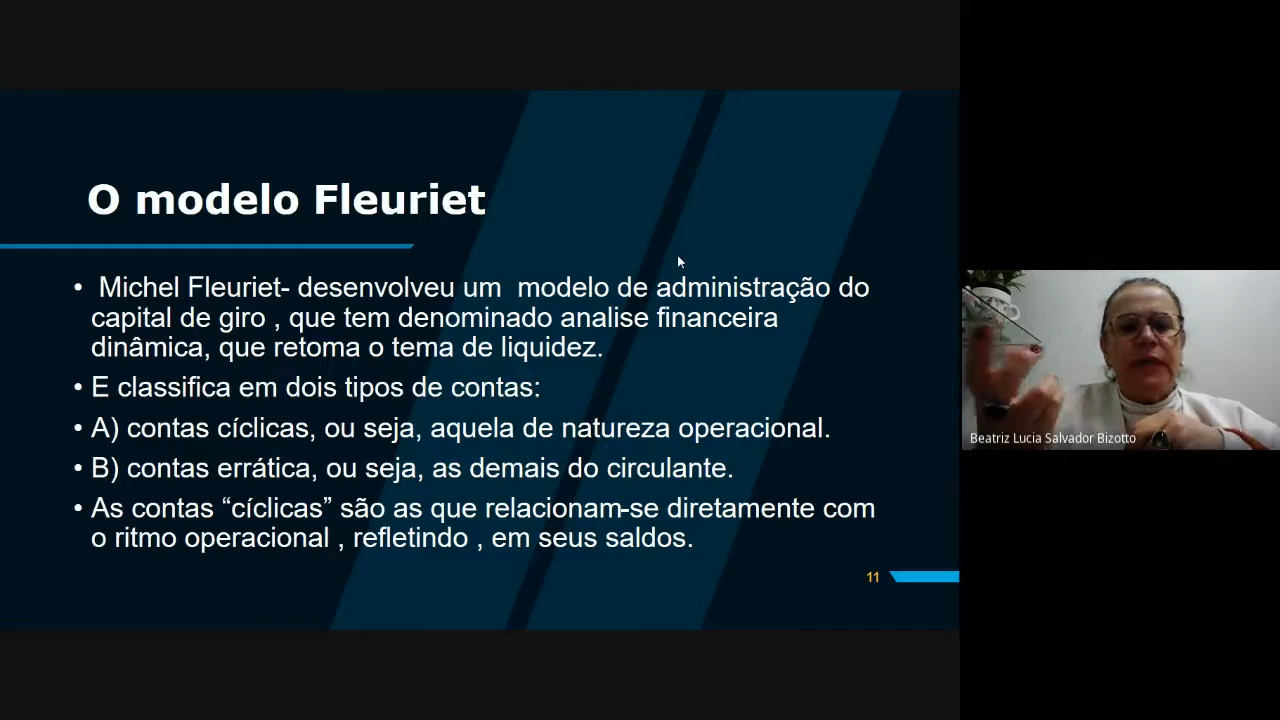 O modelo Fleuriet
• Michel Fleuriet- desenvolveu um modelo de administração do
capital de giro , que tem denominado analise financeira
dinâmica, que retoma o tema de liquidez.
• E classifica em dois tipos de contas:
• A) contas cíclicas, ou seja, aquela de natureza operacional.
• B) contas errática, ou seja, as demais do circulante.
• As contas “cíclicas” são as que relacionam-se diretamente com
o ritmo operacional , refletindo , em seus saldos.
11
Beatriz Lucia Salvador Bizotto